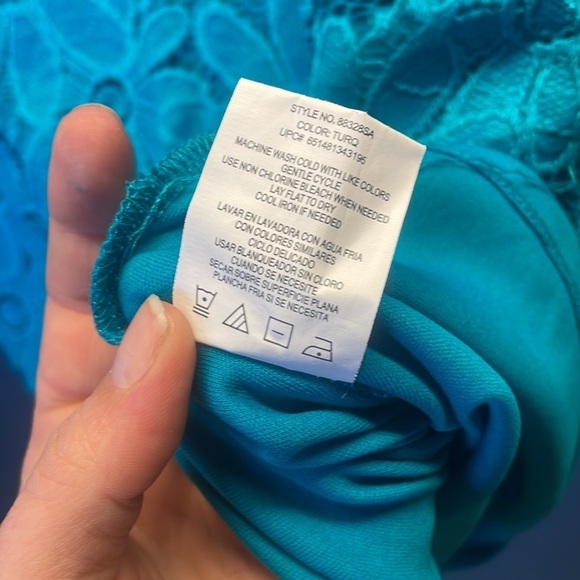 STYLE NO. 88328SA
COLOR: TURQ
UPC# 651481343195
MACHINE WASH COLD WITH LIKE COLORS
GENTLE CYCLE
USE NON CHLORINE BLEACH WHEN NEEDED
LAY FLAT TO DRY
COOL IRON IF NEEDED
LAVAR EN LAVADORA CON AGUA FRIA
CON COLORES SIMILARES
CICLO DELICADO
USAR BLANQUEADOR SIN CLORO
CUANDO SE NECESITE
SECAR SOBRE SUPERFICIE PLANA
PLANCHA FRIA SI SE NECESITA